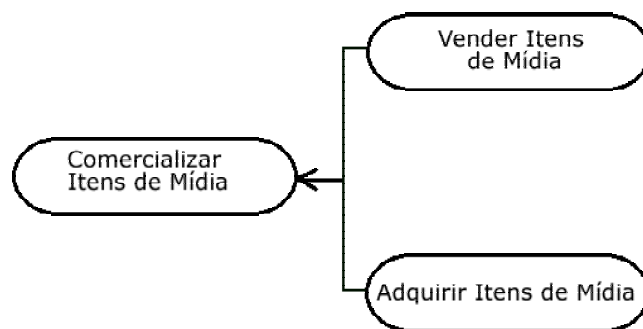 Vender Itens
de Mídia
Comercializar
Itens de Mídia
Adquirir Itens de Mídia